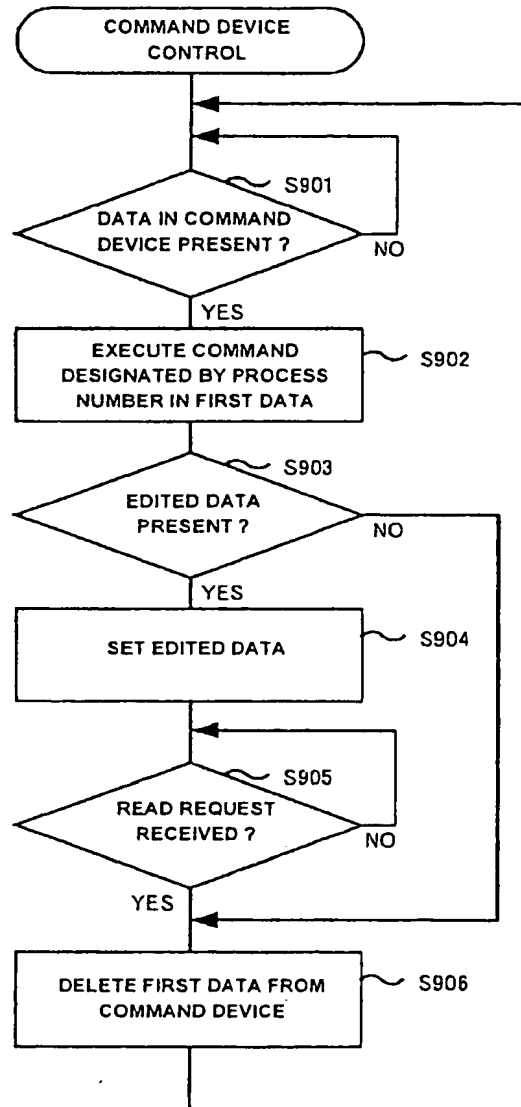 COMMAND DEVICE
CONTROL
S901
DATA IN COMMAND
DEVICE PRESENT ?
NO
YES
EXECUTE COMMAND
DESIGNATED BY PROCESS
NUMBER IN FIRST DATA
S902
S903
EDITED DATA
PRESENT ?
NO
YES
SET EDITED DATA
S904
S905
READ REQUEST
RECEIVED ?
NO
YES
DELETE FIRST DATA FROM
COMMAND DEVICE
S906